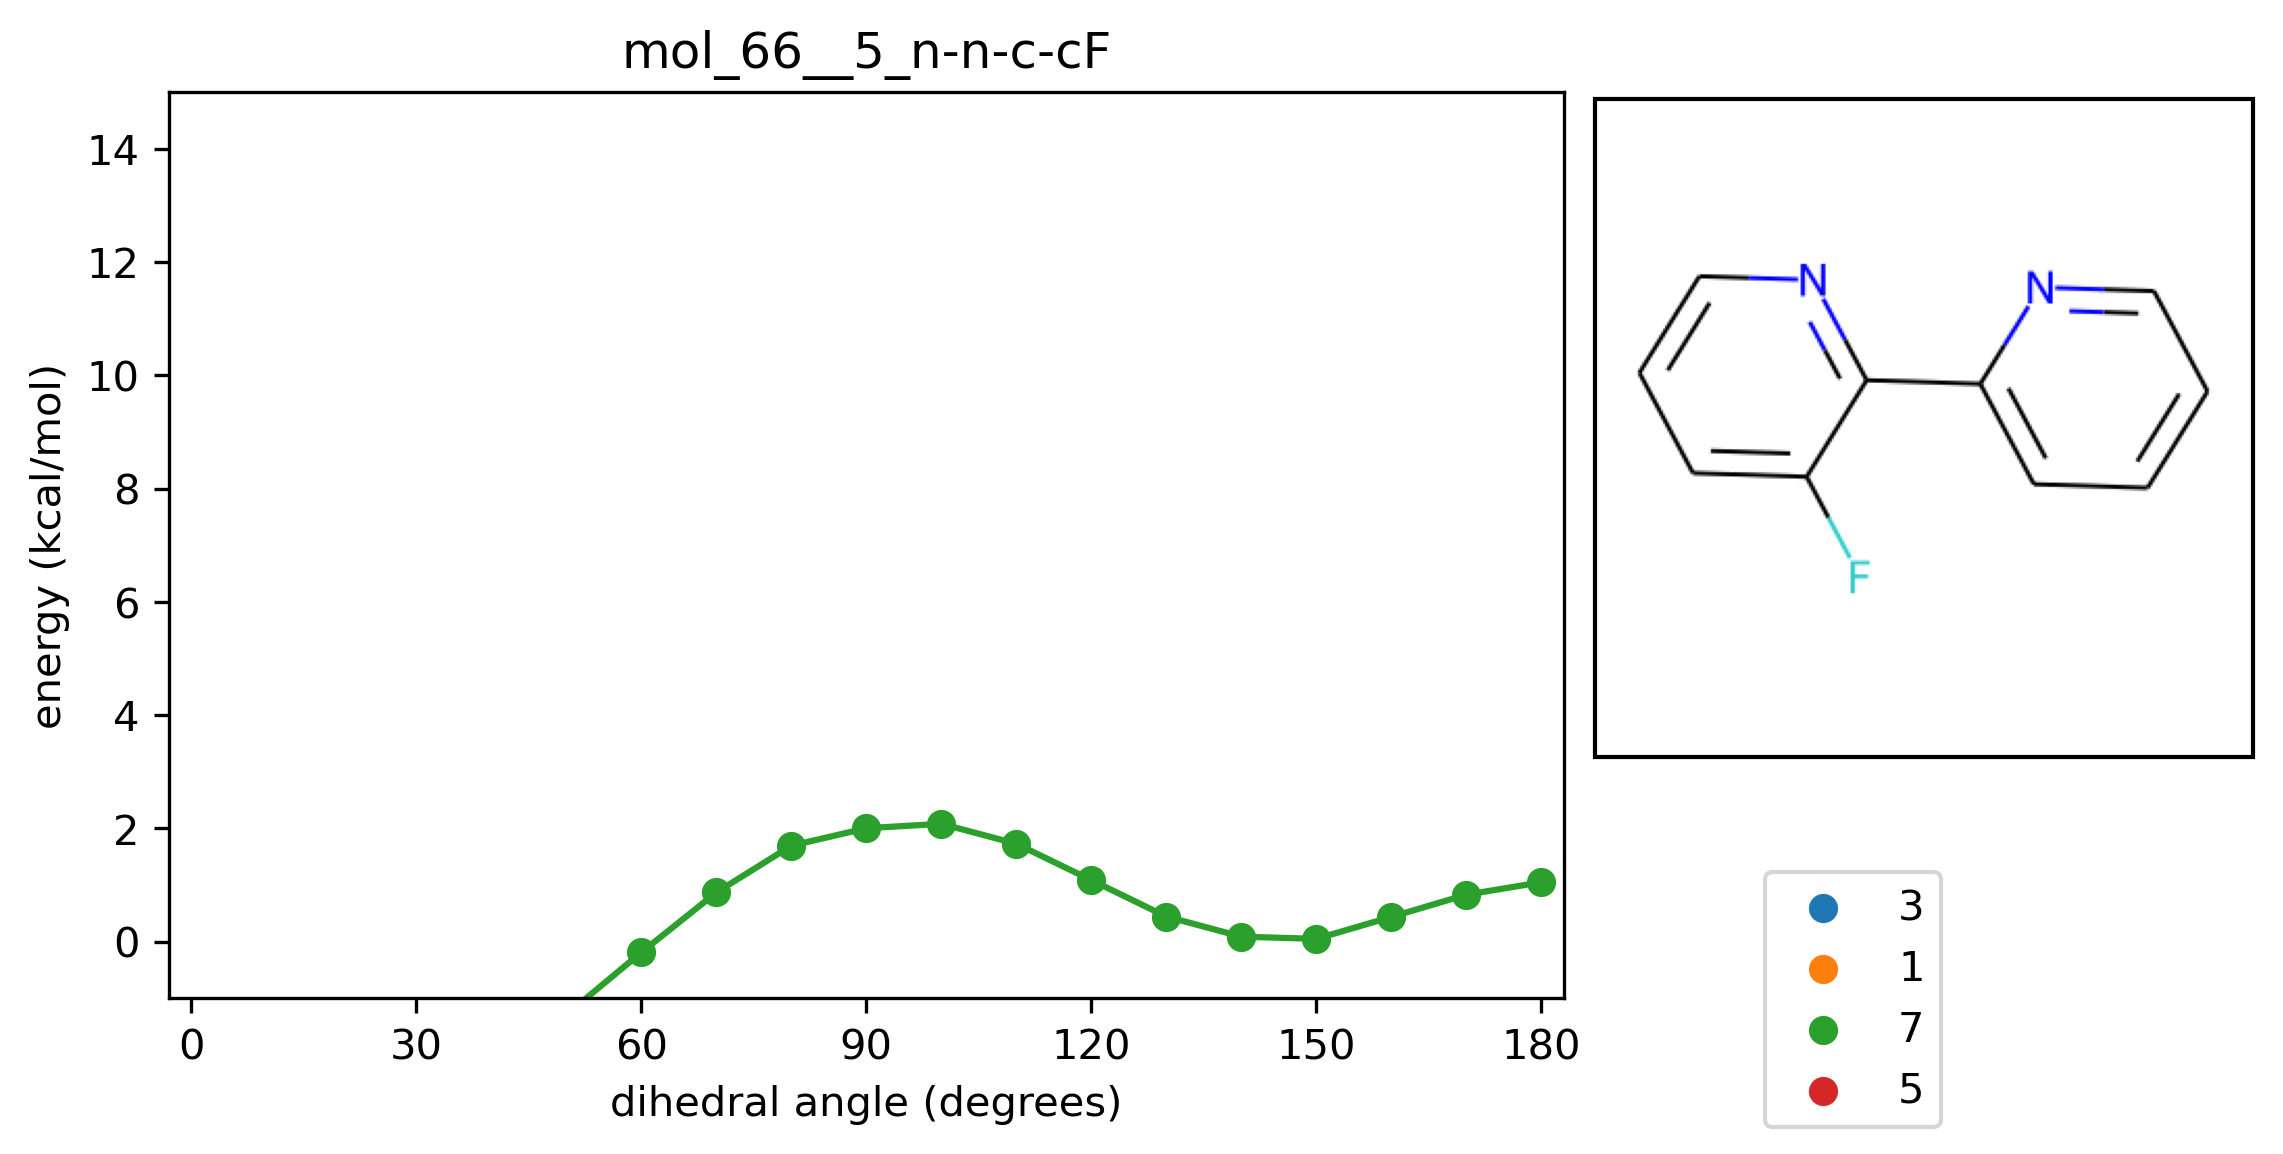 mol_66__5_n-n-c-cF
energy (kcal/mol)
14
12
10
8
6
4
2
0
0 30 60 90 120 150 180
dihedral angle (degrees)
N N
F
3
1
7
5